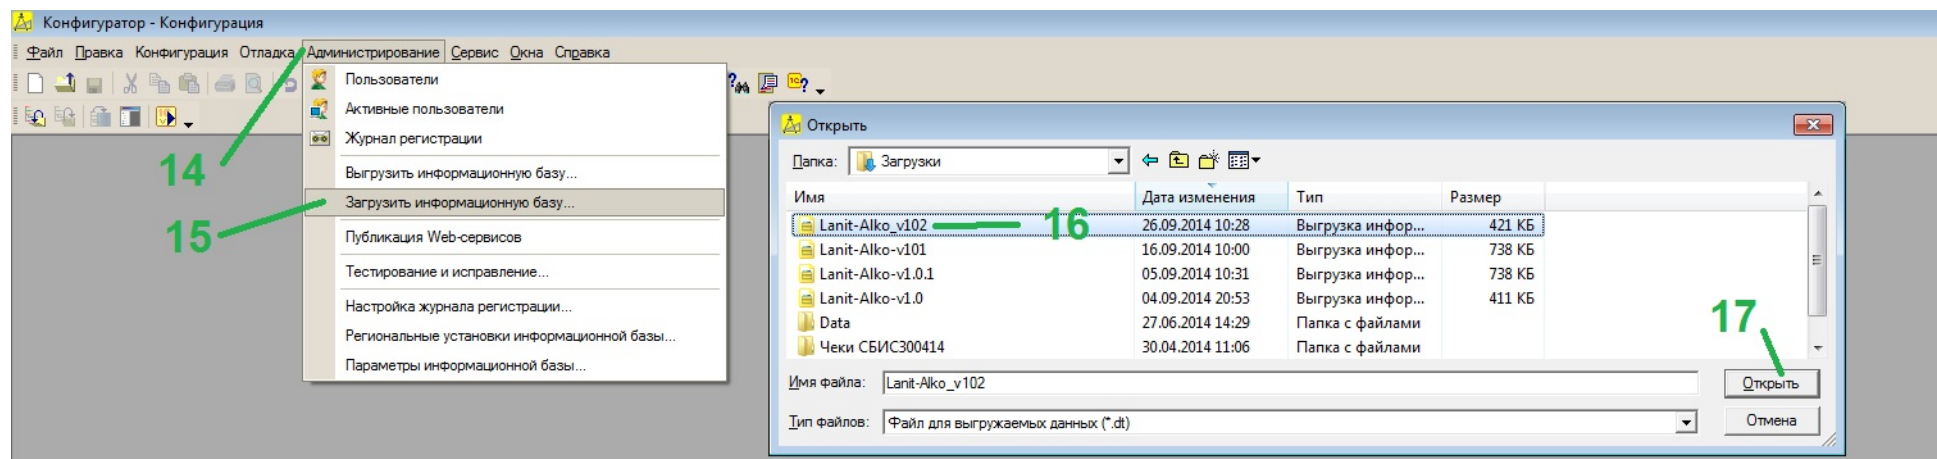 Конфигуратор - Конфигурация
Файл Правка Конфигурация Отладка Администрирование Сервис Окна Справка
Пользователи
Активные пользователи
Журнал регистрации
Выгрузить информационную базу...
Загрузить информационную базу...
Публикация Web-сервисов
Тестирование и исправление...
Настройка журнала регистрации...
Региональные установки информационной базы...
Параметры информационной базы...
14
15
Открыть
Папка: Загрузки
Имя Дата изменения Тип Размер
Lanit-Alko_v102 16 26.09.2014 10:28 Выгрузка инфор... 421 КБ
Lanit-Alko-v101 16.09.2014 10:00 Выгрузка инфор... 738 КБ
Lanit-Alko-v1.0.1 05.09.2014 10:31 Выгрузка инфор... 738 КБ
Lanit-Alko-v1.0 04.09.2014 20:53 Выгрузка инфор... 411 КБ
Data 27.06.2014 14:29 Папка с файлами
Чеки СБИС300414 30.04.2014 11:06 Папка с файлами
17
Имя файла: Lanit-Alko_v102 Открыть
Тип файлов: Файл для выгружаемых данных (*.dt) Отмена